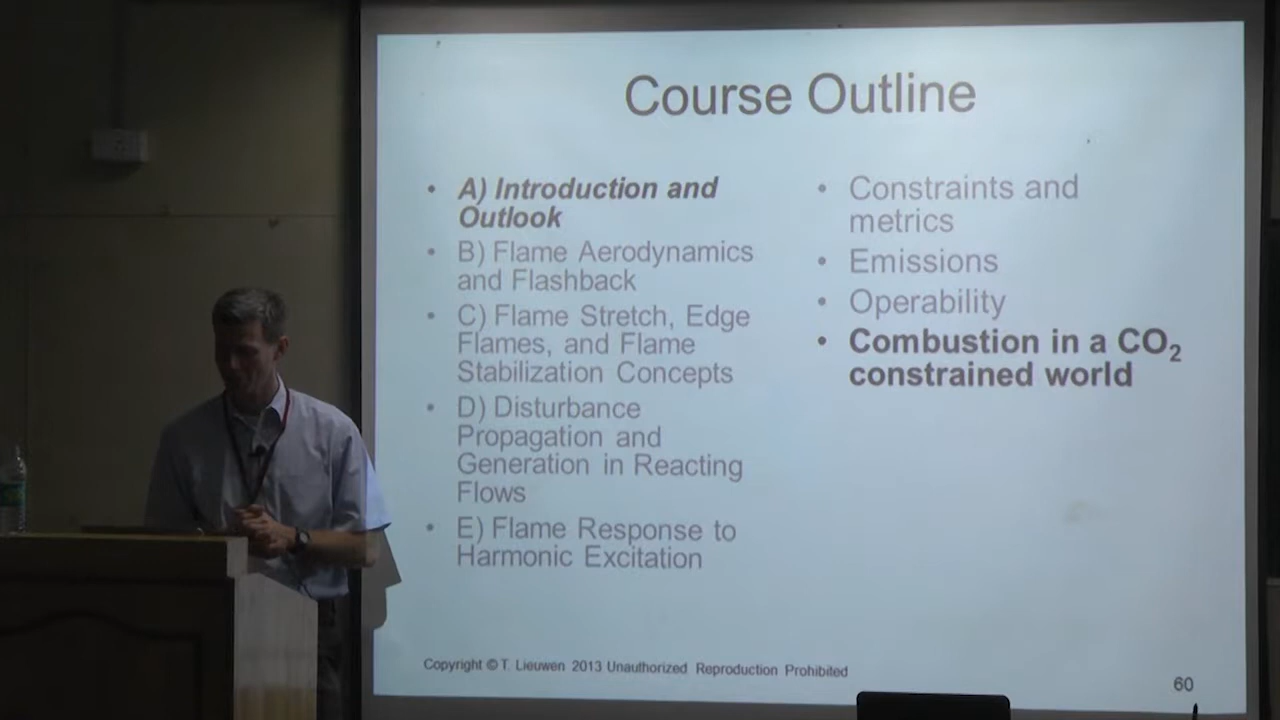 Course Outline
• A) Introduction and
Outlook
• B) Flame Aerodynamics
and Flashback
• C) Flame Stretch, Edge
Flames, and Flame
Stabilization Concepts
• D) Disturbance
Propagation and
Generation in Reacting
Flows
• E) Flame Response to
Harmonic Excitation
• Constraints and
metrics
• Emissions
• Operability
• Combustion in a CO₂
constrained world
Copyright © T. Lieuwen 2013 Unauthorized Reproduction Prohibited
60